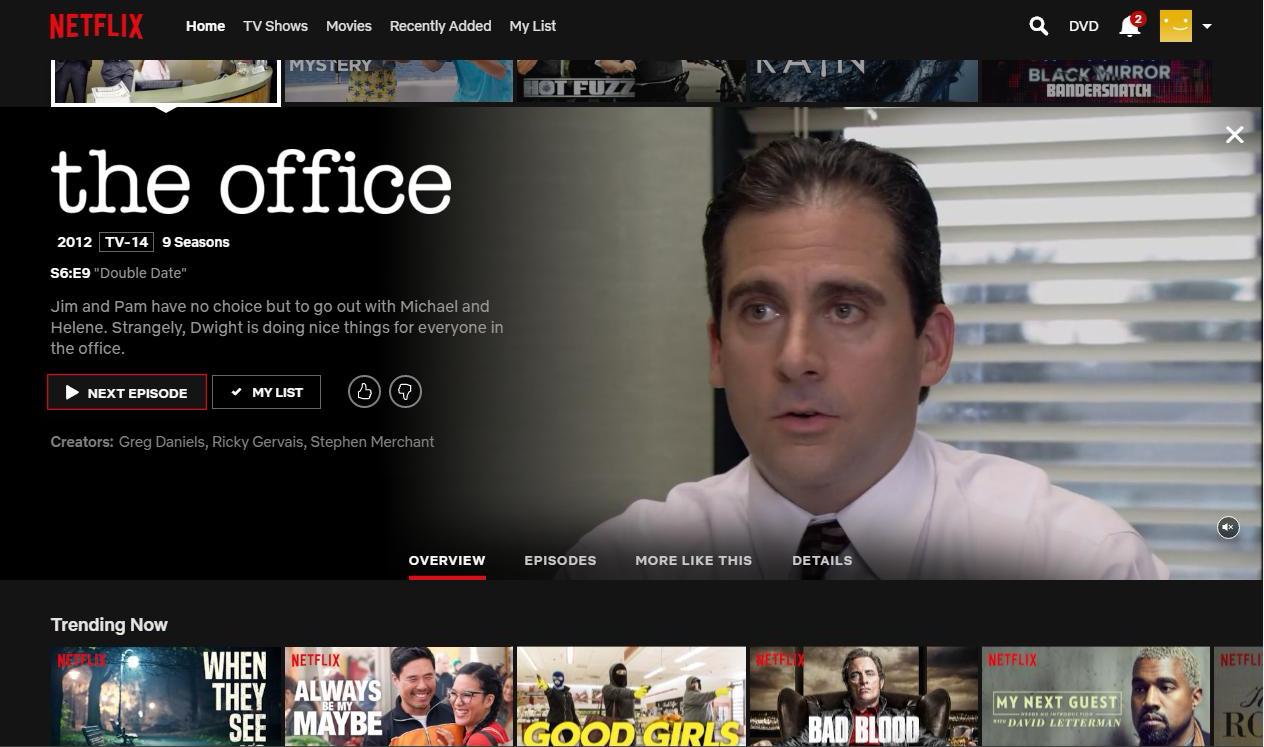 NETFLIX Home TV Shows Movies Recently Added My List DVD 2
MYSTERY
HOT FUZZ
BLACK MIRROR
BANDERSNATCH
the office
2012 TV-14 9 Seasons
S6:E9 "Double Date"
Jim and Pam have no choice but to go out with Michael and
Helene. Strangely, Dwight is doing nice things for everyone in
the office.
NEXT EPISODE MY LIST
Creators: Greg Daniels, Ricky Gervais, Stephen Merchant
OVERVIEW EPISODES MORE LIKE THIS DETAILS
Trending Now
NETFLIX
WHEN
THEY
SEE
NETFLIX
ALWAYS
BE MY
MAYBE
GOOD GIRLS
NETFLIX
BAD BLOOD
NETFLIX
MY NEXT GUEST
NEEDS NO INTRODUCTION
WITH DAVID LETTERMAN
NETFLI